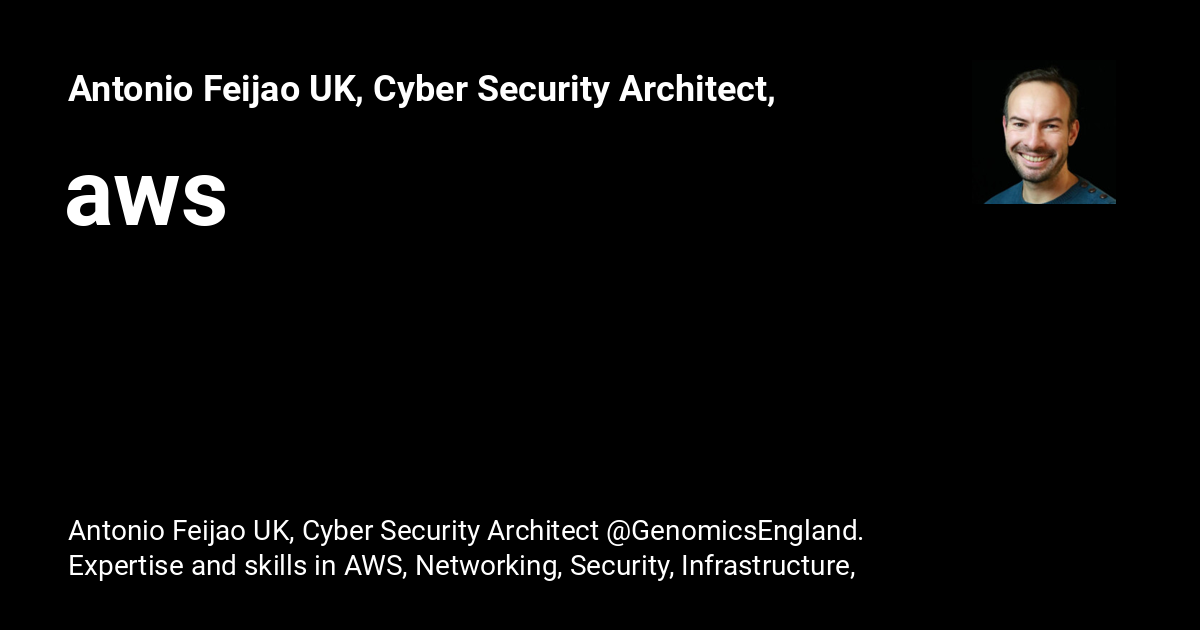 Antonio Feijao UK, Cyber Security Architect,
aws
Antonio Feijao UK, Cyber Security Architect @GenomicsEngland.
Expertise and skills in AWS, Networking, Security, Infrastructure,